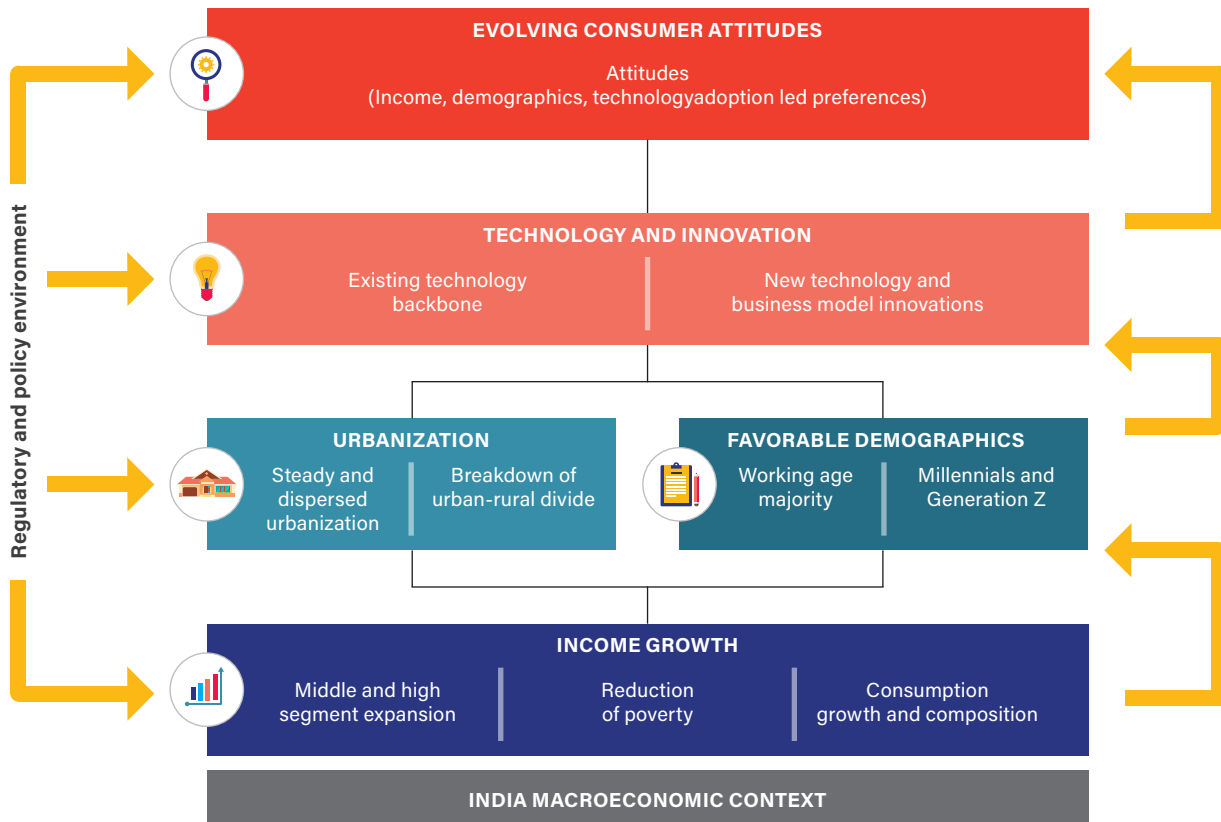 EVOLVING CONSUMER ATTITUDES
Attitudes
(Income, demographics, technologyadoption led preferences)
Regulatory and policy environment
TECHNOLOGY AND INNOVATION
Existing technology
backbone
New technology and
business model innovations
URBANIZATION
Steady and
dispersed
urbanization
Breakdown of
urban-rural divide
FAVORABLE DEMOGRAPHICS
Working age
majority
Millennials and
Generation Z
INCOME GROWTH
Middle and high
segment expansion
Reduction
of poverty
Consumption
growth and composition
INDIA MACROECONOMIC CONTEXT